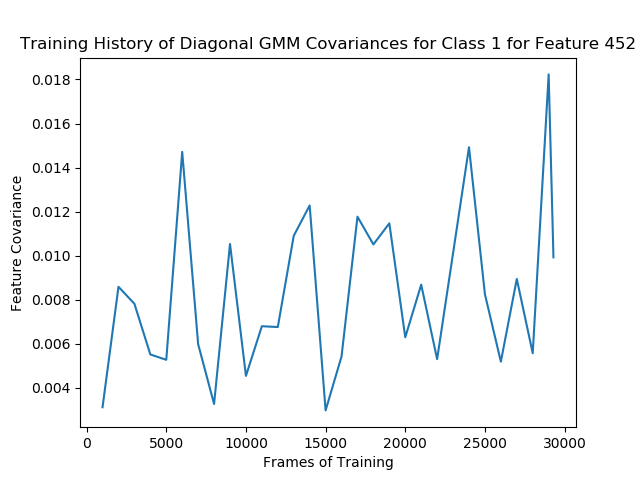 Training History of Diagonal GMM Covariances for Class 1 for Feature 452
0.018
0.016
0.014
0.012
0.010
0.008
0.006
0.004
Feature Covariance
0 5000 10000 15000 20000 25000 30000
Frames of Training